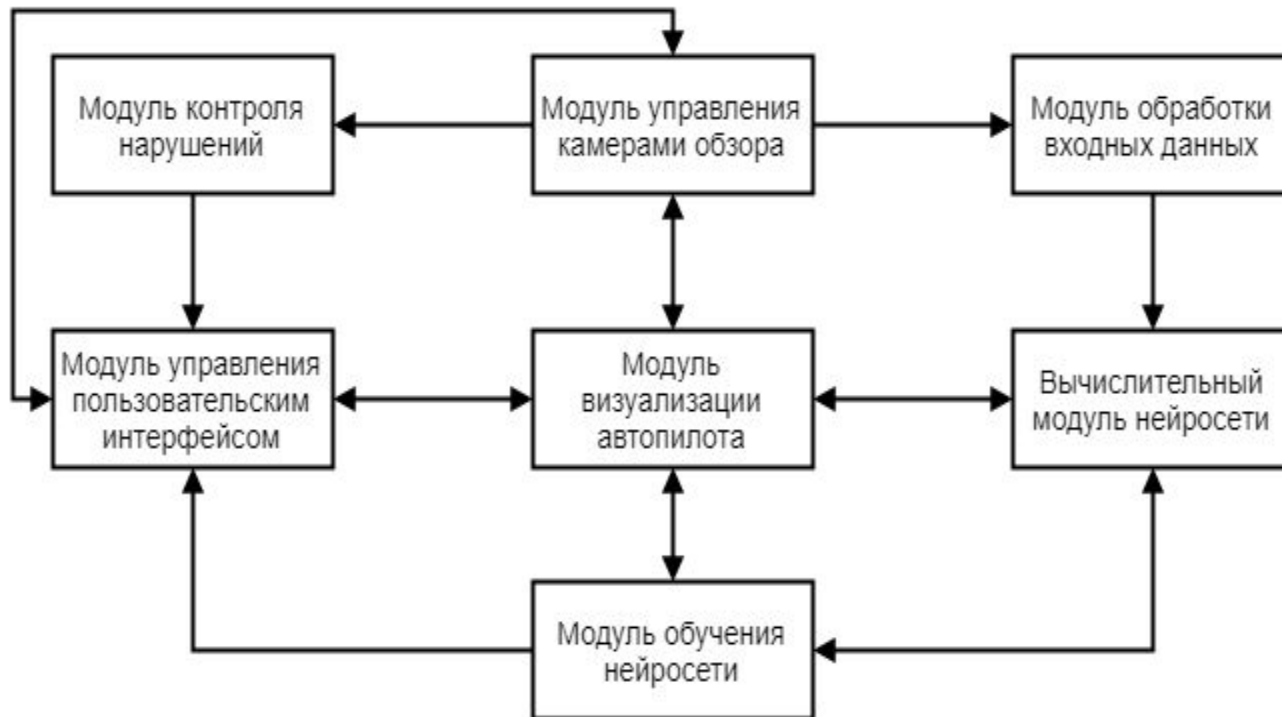 Модуль контроля
нарушений
Модуль управления
камерами обзора
Модуль обработки
входных данных
Модуль управления
пользовательским
интерфейсом
Модуль
визуализации
автопилота
Вычислительный
модуль нейросети
Модуль обучения
нейросети